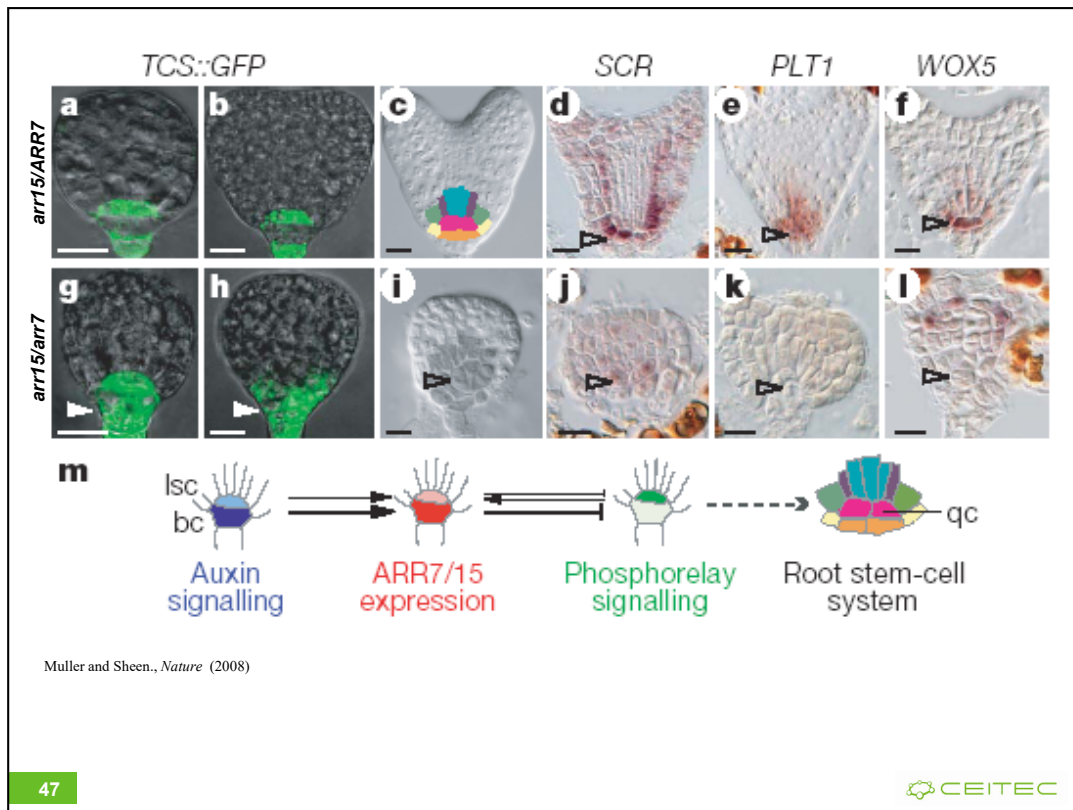 TCS::GFP SCR PLT1 WOX5
arr15/ARR7
a b c d e f
arr15/arr7
g h i j k l
m
lsc
bc
qc
Auxin signalling
ARR7/15 expression
Phosphorelay signalling
Root stem-cell system
Muller and Sheen., Nature (2008)
47
CEITEC